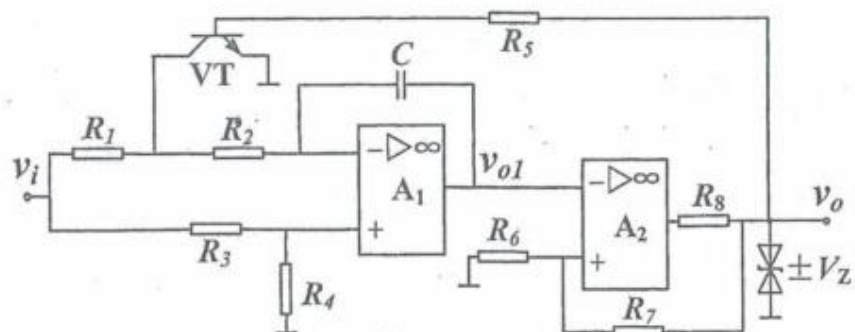 R5
VT
C
R1
R2
vi
− ▷ ∞
A1
+
vo1
R3
R4
− ▷ ∞
A2
+
R6
R7
R8
vo
±VZ